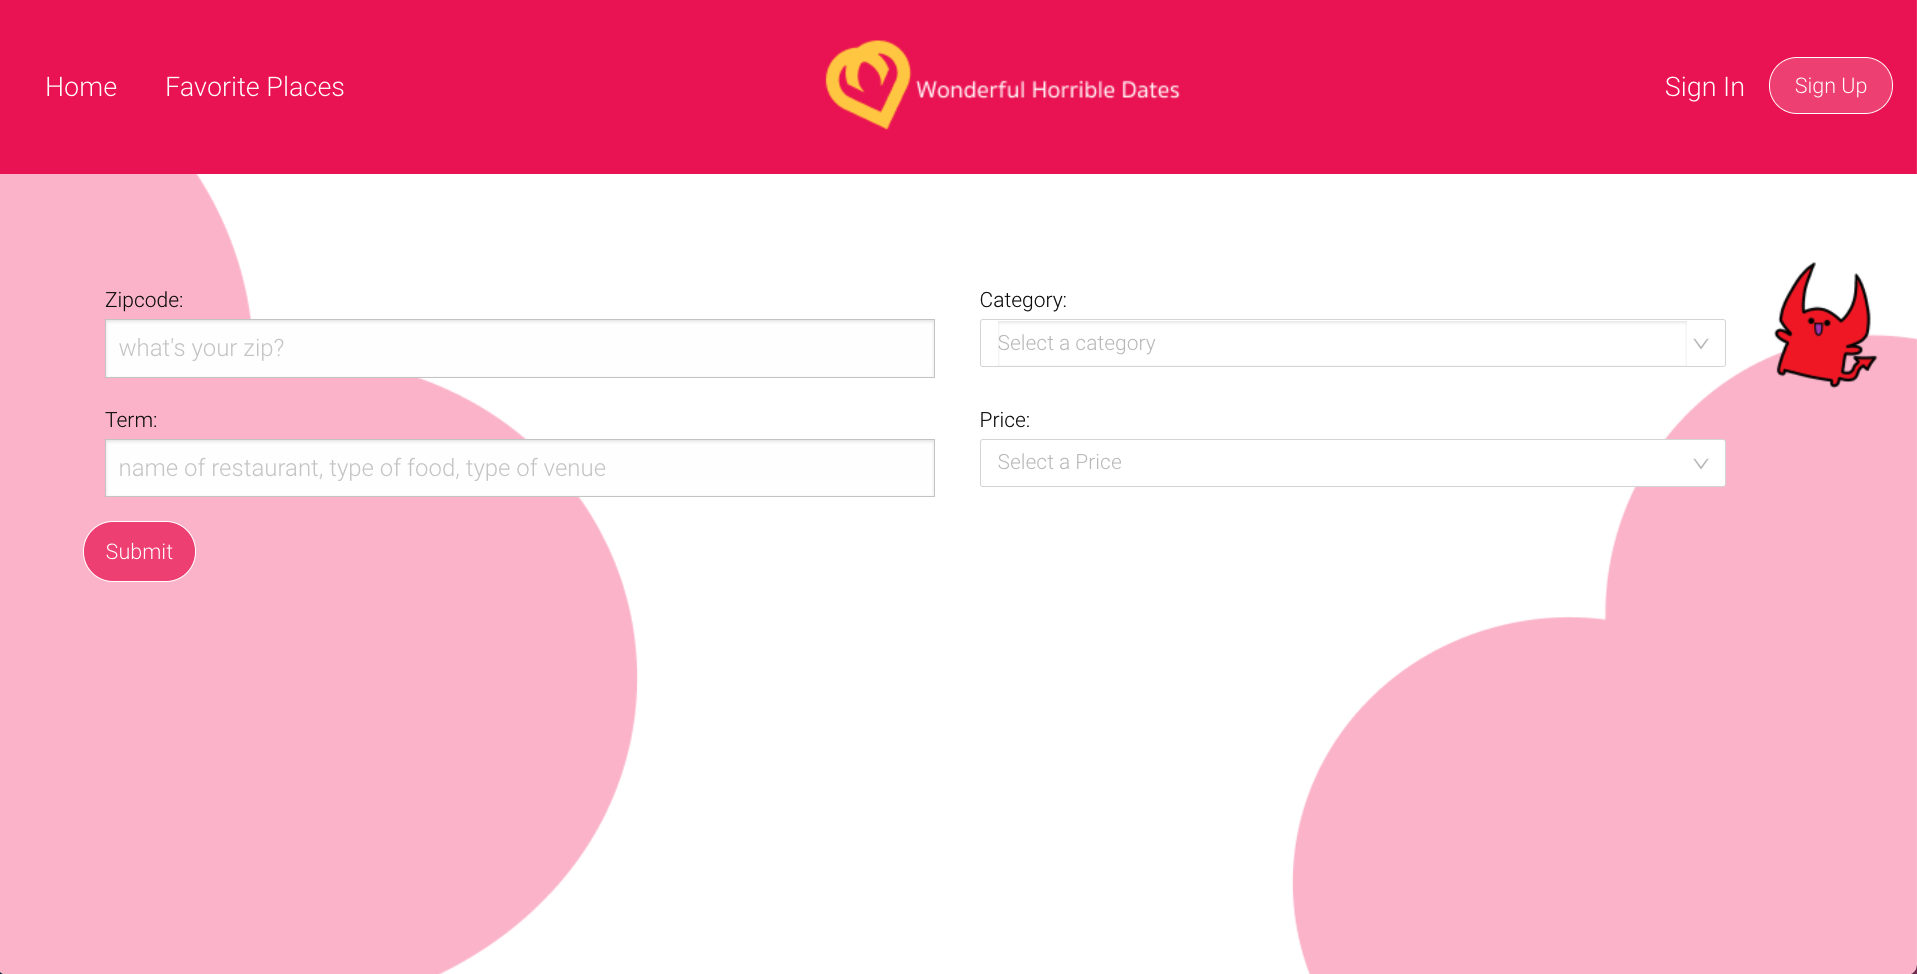 Home
Favorite Places
Wonderful Horrible Dates
Sign In
Sign Up
Zipcode:
what's your zip?
Category:
Select a category
Term:
name of restaurant, type of food, type of venue
Price:
Select a Price
Submit